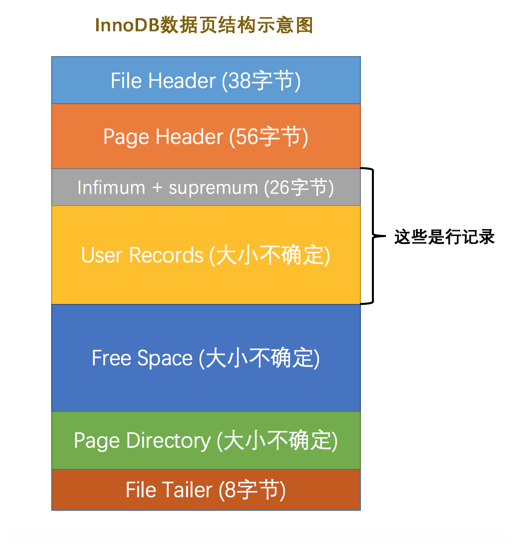 InnoDB数据页结构示意图
File Header (38字节)
Page Header (56字节)
Infimum + supremum (26字节)
User Records (大小不确定)
这些是行记录
Free Space (大小不确定)
Page Directory (大小不确定)
File Tailer (8字节)